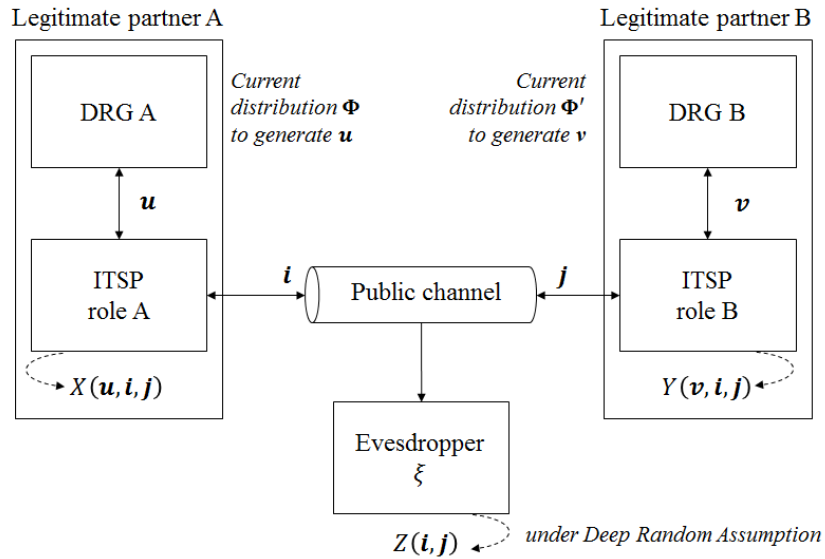 Legitimate partner A
Legitimate partner B
DRG A
Current
distribution Φ
to generate u
Current
distribution Φ'
to generate v
DRG B
u
v
ITSP
role A
i
Public channel
j
ITSP
role B
X(u, i, j)
Y(v, i, j)
Evesdropper
ξ
Z(i, j)
under Deep Random Assumption